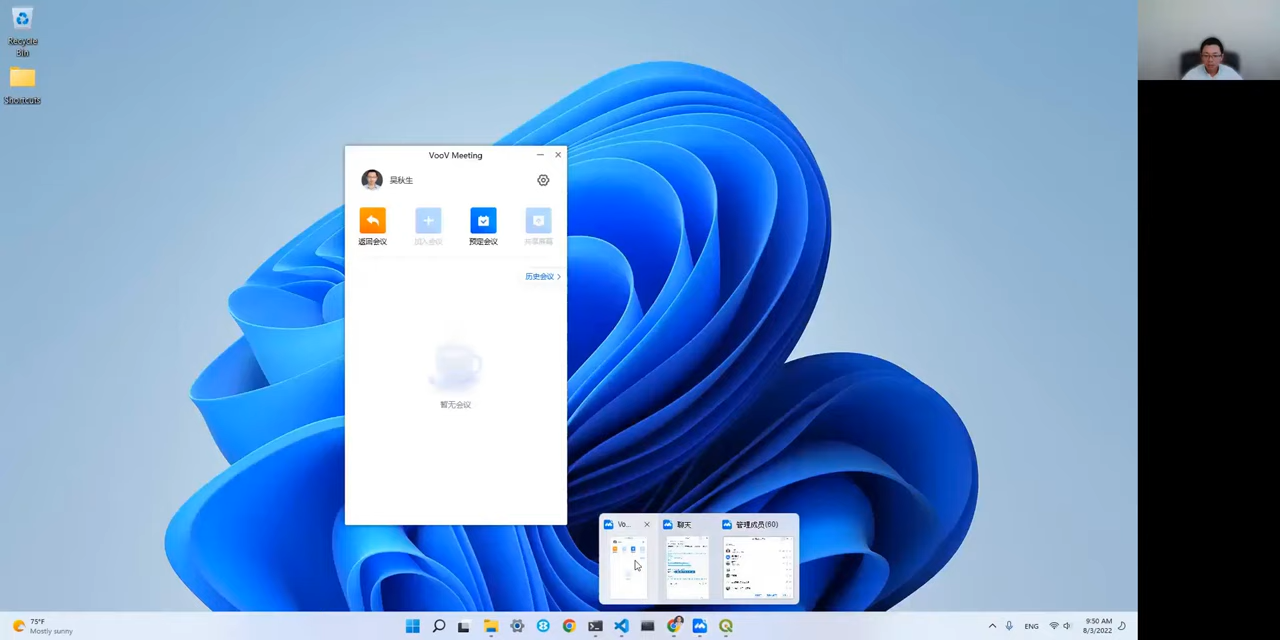 Recycle
Bin
Shortcuts
VooV Meeting
吴秋生
返回会议
加入会议
预定会议
共享屏幕
历史会议 >
暂无会议
Vo...
聊天
管理成员(60)
75°F
Mostly sunny
ENG
9:50 AM
8/3/2022